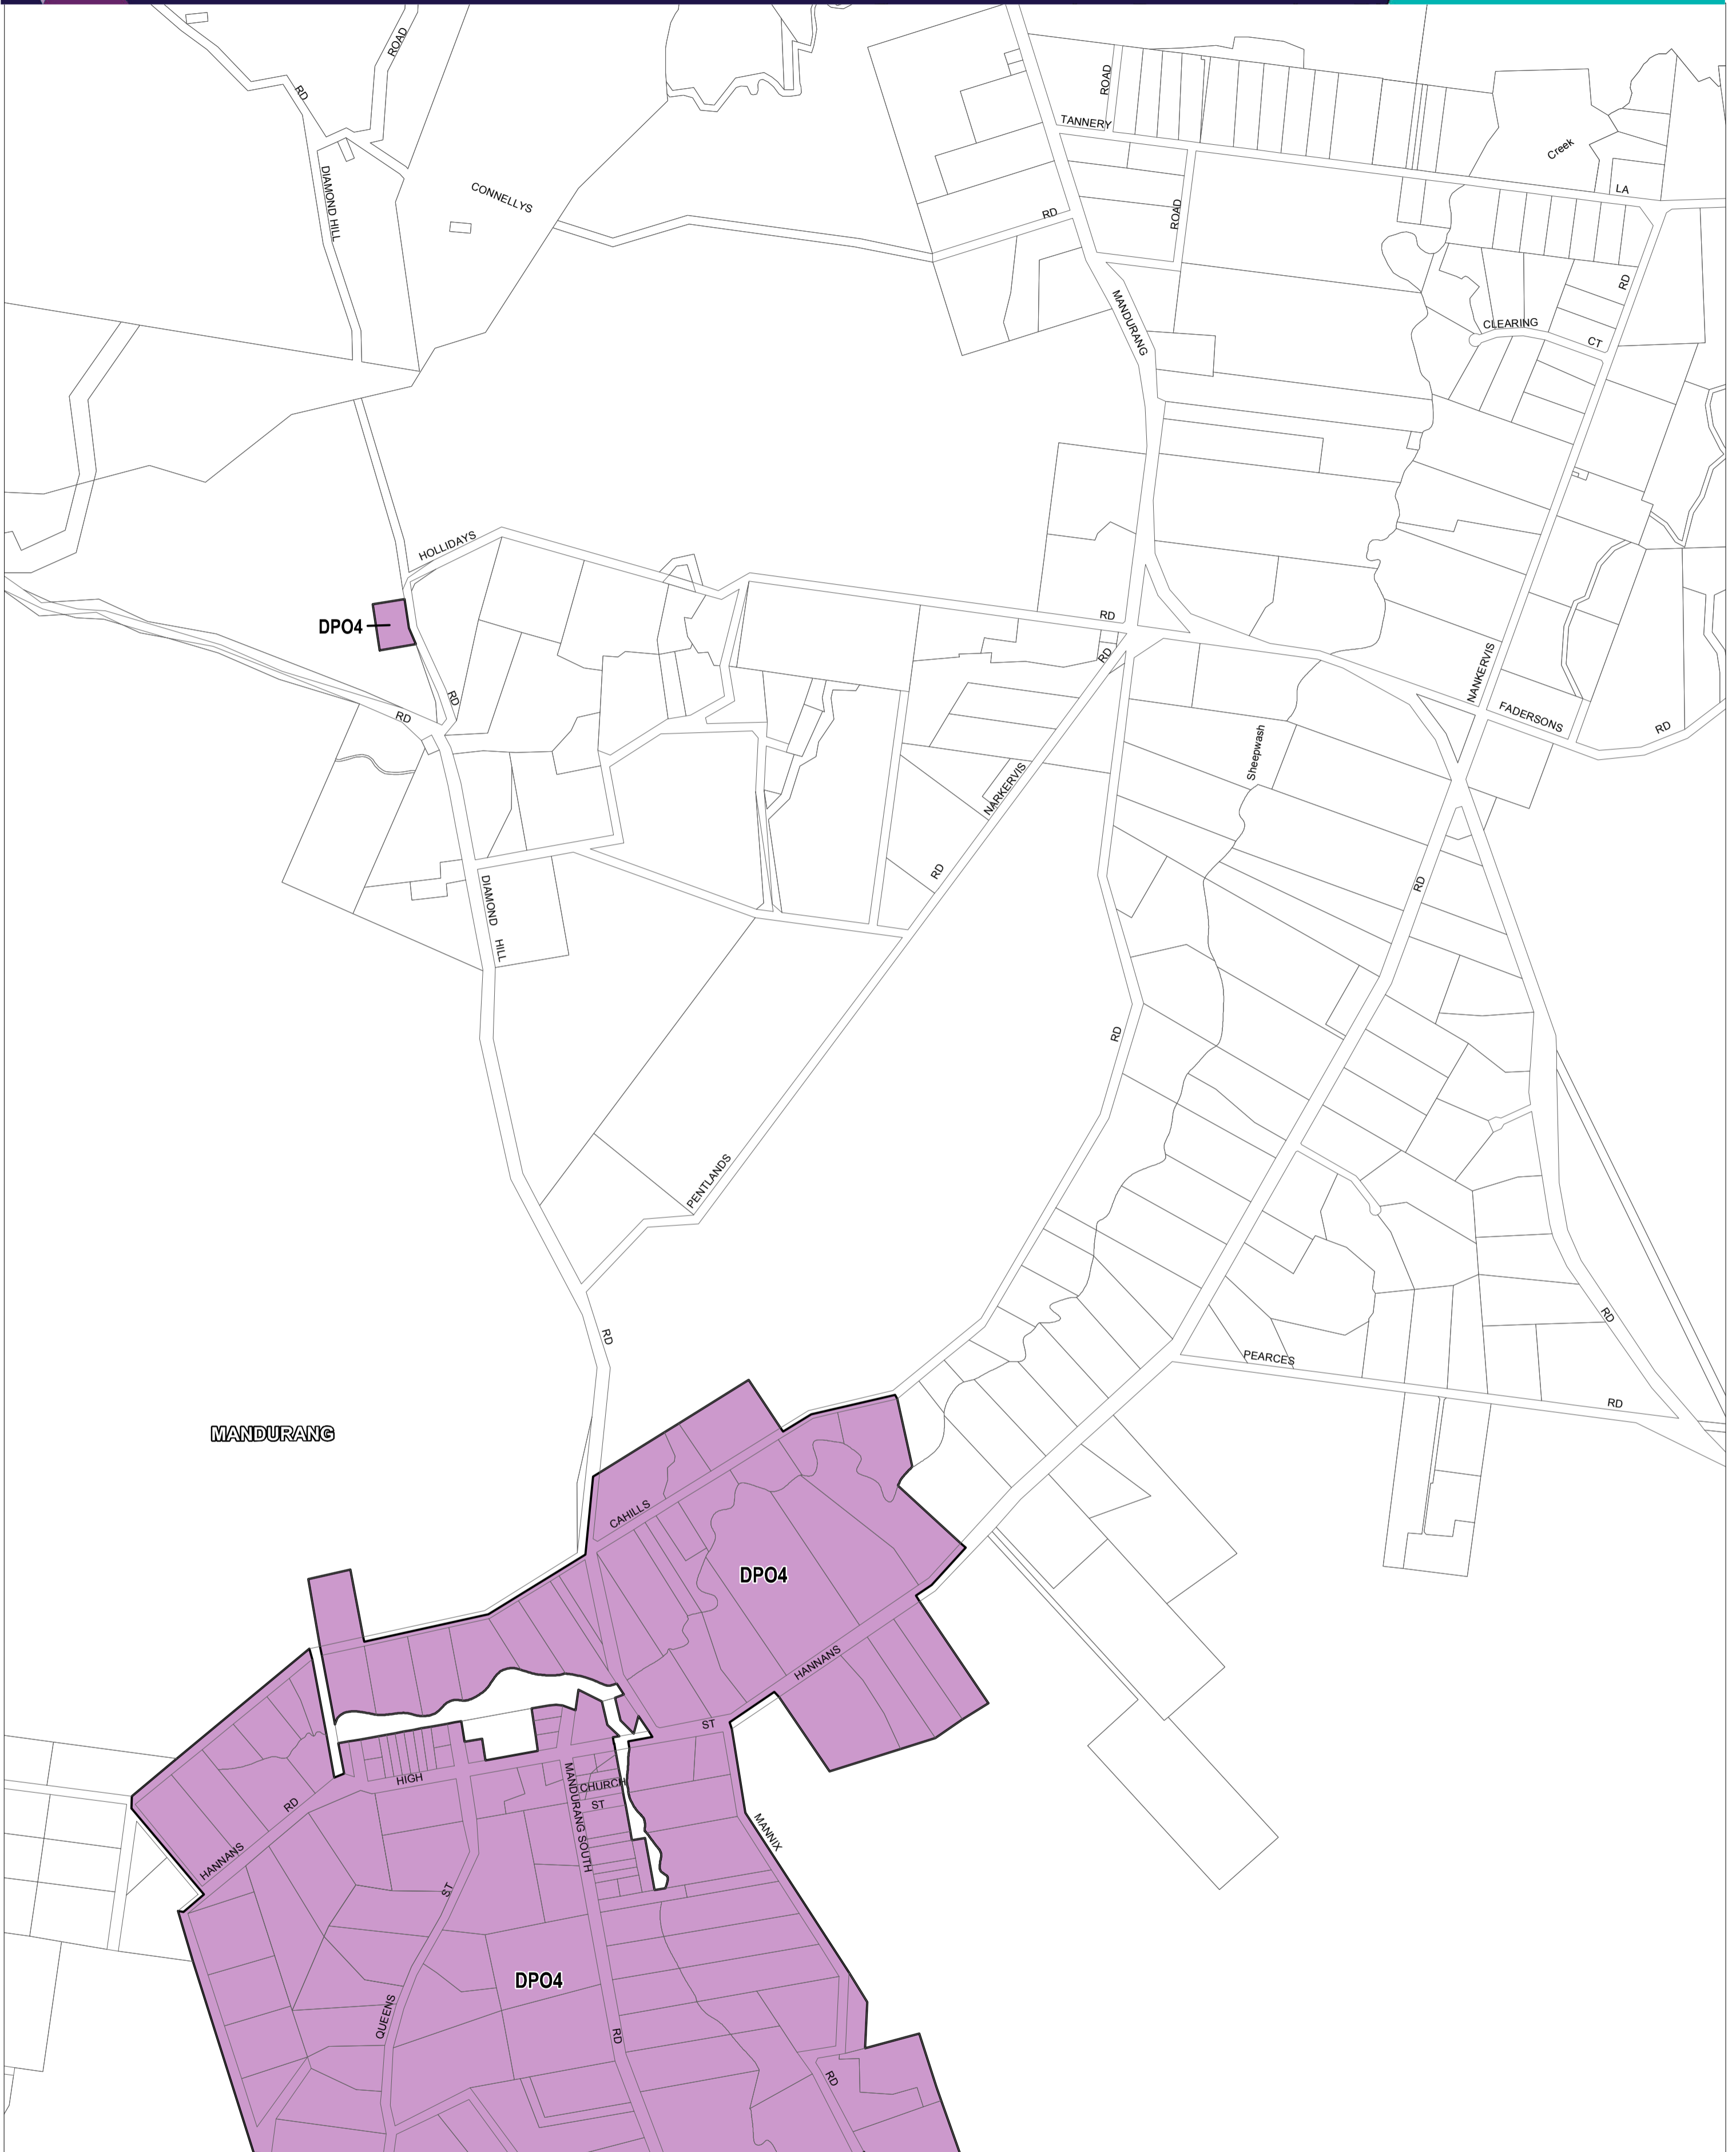 ROAD
RD
ROAD
TANNERY
Creek
DIAMOND HILL
CONNELLYS
LA
RD
ROAD
RD
MANDURANG
CLEARING
CT
HOLLIDAYS
DPO4
RD
RD
RD
RD
NANKERVIS
FADERSONS
RD
RD
Sheepwash
NARKERVIS
RD
RD
DIAMOND
HILL
RD
PENTLANDS
RD
RD
PEARCES
RD
MANDURANG
CAHILLS
DPO4
HANNANS
ST
HIGH
MANDURANG SOUTH
CHURCH
ST
RD
HANNANS
MANNIX
ST
DPO4
QUEENS
RD
RD